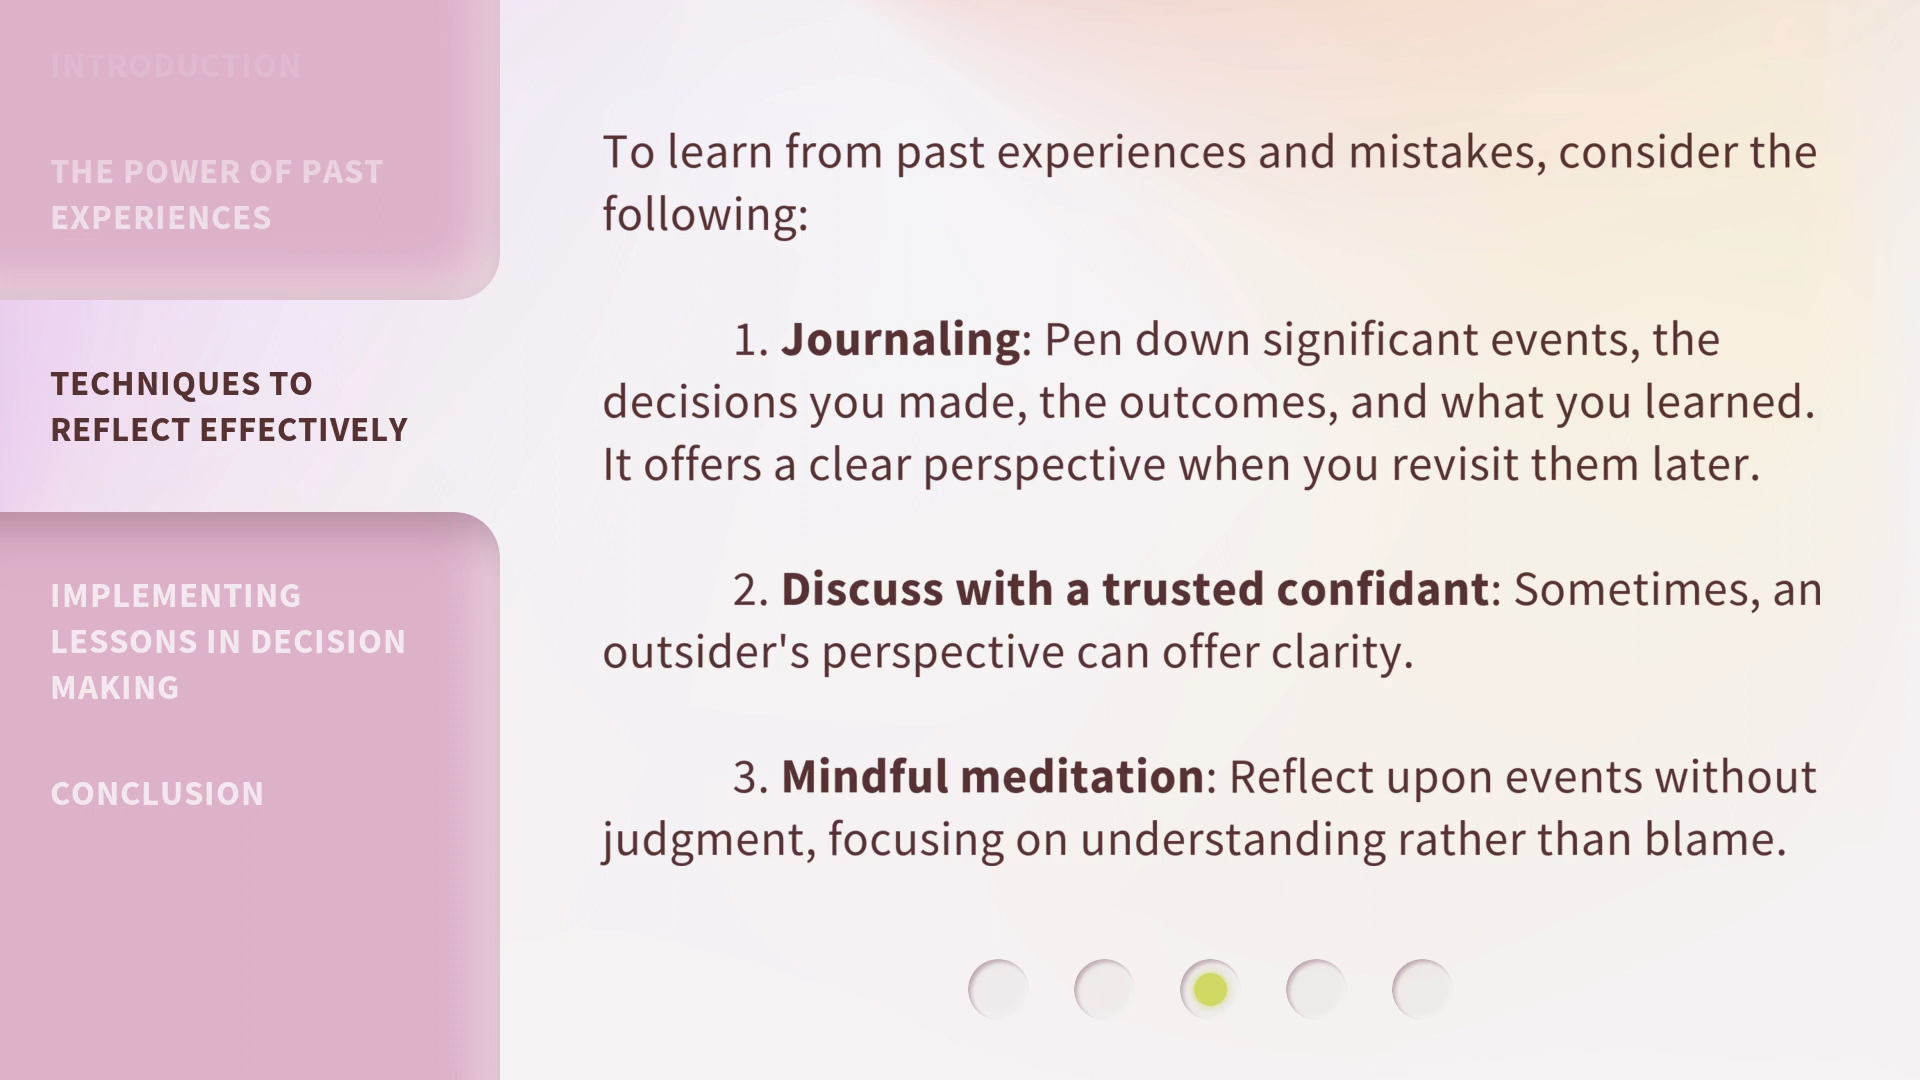 INTRODUCTION
THE POWER OF PAST
EXPERIENCES
TECHNIQUES TO
REFLECT EFFECTIVELY
IMPLEMENTING
LESSONS IN DECISION
MAKING
CONCLUSION
To learn from past experiences and mistakes, consider the
following:
1. Journaling: Pen down significant events, the
decisions you made, the outcomes, and what you learned.
It offers a clear perspective when you revisit them later.
2. Discuss with a trusted confidant: Sometimes, an
outsider's perspective can offer clarity.
3. Mindful meditation: Reflect upon events without
judgment, focusing on understanding rather than blame.